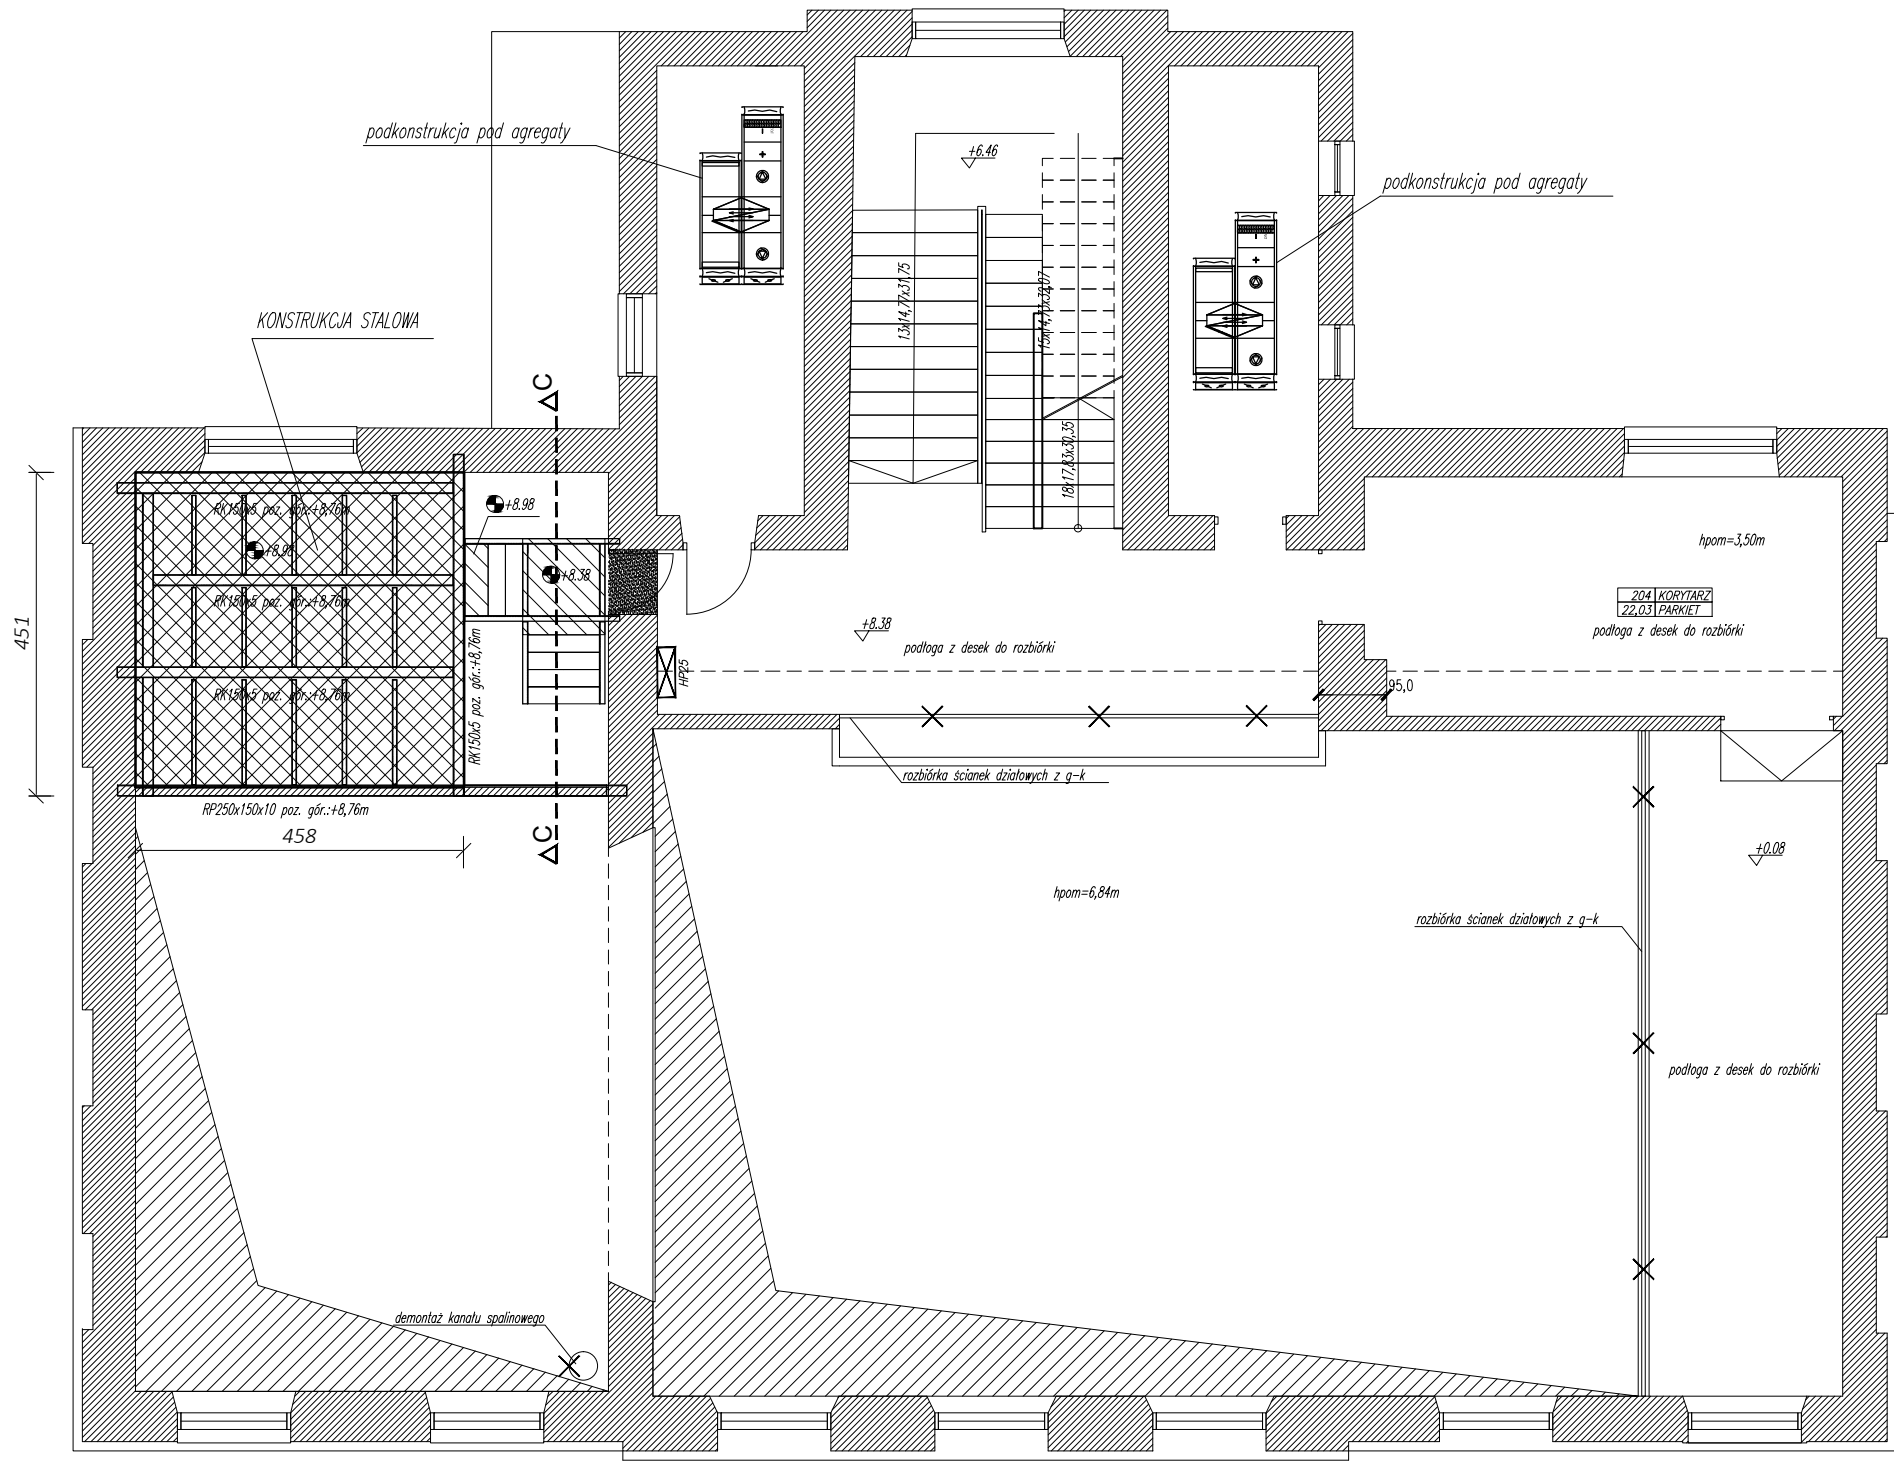 podkonstrukcja pod agregaty
+6.46
podkonstrukcja pod agregaty
13x14,77x31,75
15x14,73x32,07
KONSTRUKCJA STALOWA
C
18x17,83x30,35
+8.98
RK150x5 poz. gór.:+8,76m
+8.98
hpom=3,50m
+8.38
RK150x5 poz. gór.:+8,76m
204 KORYTARZ
22,03 PARKIET
+8.38
podłoga z desek do rozbiórki
podłoga z desek do rozbiórki
451
HP25
RK150x5 poz. gór.:+8,76m
RK150x5 poz. gór.:+8,76m
95,0
rozbiórka ścianek działowych z g-k
RP250x150x10 poz. gór.:+8,76m
458
C
+0.08
hpom=6,84m
rozbiórka ścianek działowych z g-k
podłoga z desek do rozbiórki
demontaż kanału spalinowego